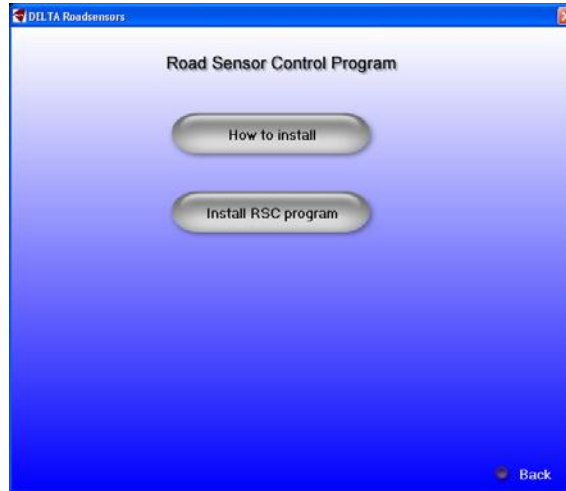 DELTA Roadsensors
Road Sensor Control Program
How to install
Install RSC program
Back